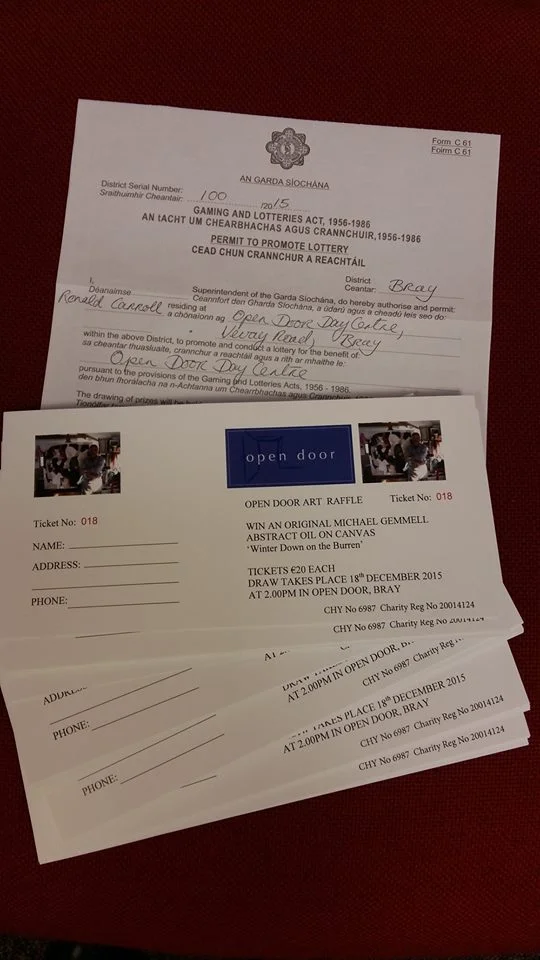 Form C 61
Foirm C 61
AN GARDA SÍOCHÁNA
District Serial Number:
Sraithuimhir Cheantair: 100 /2015
GAMING AND LOTTERIES ACT, 1956-1986
AN tACHT UM CHEARBHACHAS AGUS CRANNCHUIR, 1956-1986
PERMIT TO PROMOTE LOTTERY
CEAD CHUN CRANNCHUR A REACHTÁIL
District
Ceantar: Bray
I,
Déanaimse
Superintendent of the Garda Síochána, do hereby authorise and permit:
Ceannfort den Gharda Síochána, a údarú agus a cheadú leis seo do:
Ronald Carroll residing at
a chónaíonn ag Open Door Day Centre,
Vevay Road, Bray
within the above District, to promote and conduct a lottery for the benefit of:
sa cheantar thuasluaite, crannchur a reachtáil agus a rith ar mhaithe le:
Open Door Day Centre
pursuant to the provisions of the Gaming and Lotteries Acts, 1956 - 1986.
den bhun fhorálacha na n-Achtanna um Chearbhachas agus Crannchuir,
The drawing of prizes will be
open door
OPEN DOOR ART RAFFLE
Ticket No: 018
Ticket No: 018
NAME:
ADDRESS:
PHONE:
WIN AN ORIGINAL MICHAEL GEMMELL
ABSTRACT OIL ON CANVAS
'Winter Down on the Burren'
TICKETS €20 EACH
DRAW TAKES PLACE 18th DECEMBER 2015
AT 2.00PM IN OPEN DOOR, BRAY
CHY No 6987 Charity Reg No 20014124
CHY No 6987 Charity Reg No 20014124
AT 2.00PM IN OPEN DOOR,
CHY No 6987 Charity Reg No
PHONE:
TAKES PLACE 18th DECEMBER 2015
AT 2.00PM IN OPEN DOOR, BRAY
CHY No 6987 Charity Reg No 20014124
PHONE:
CHY No 6987 Charity Reg No 20014124